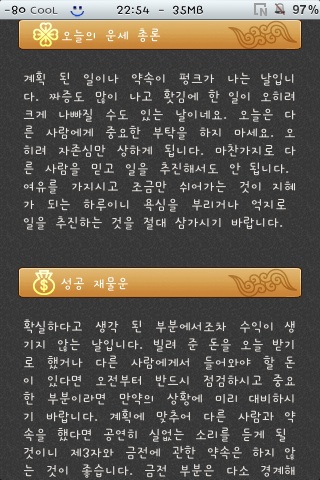 -80 COOL 22:54 - 35MB 97%
오늘의 운세 총론
계획 된 일이나 약속이 펑크가 나는 날입니
다. 짜증도 많이 나고 홧김에 한 일이 오히려
크게 나빠질 수도 있는 날이네요. 오늘은 다
른 사람에게 중요한 부탁을 하지 마세요. 오
히려 자존심만 상하게 됩니다. 마찬가지로 다
른 사람을 믿고 일을 추진해서도 안 됩니다.
여유를 가지시고 조금만 쉬어가는 것이 지혜
가 되는 하루이니 욕심을 부리거나 억지로
일을 추진하는 것을 절대 삼가시기 바랍니다.
성공 재물운
확실하다고 생각 된 부분에서조차 수익이 생
기지 않는 날입니다. 빌려 준 돈을 오늘 받기
로 했거나 다른 사람에게서 들어와야 할 돈
이 있다면 오전부터 반드시 점검하시고 중요
한 부분이라면 만약의 상황에 미리 대비하시
기 바랍니다. 계획에 맞추어 다른 사람과 약
속을 했다면 공연히 실없는 소리를 듣게 될
것이니 제3자와 금전에 관한 약속은 하지 않
는 것이 좋습니다. 금전 부분은 다소 경계해